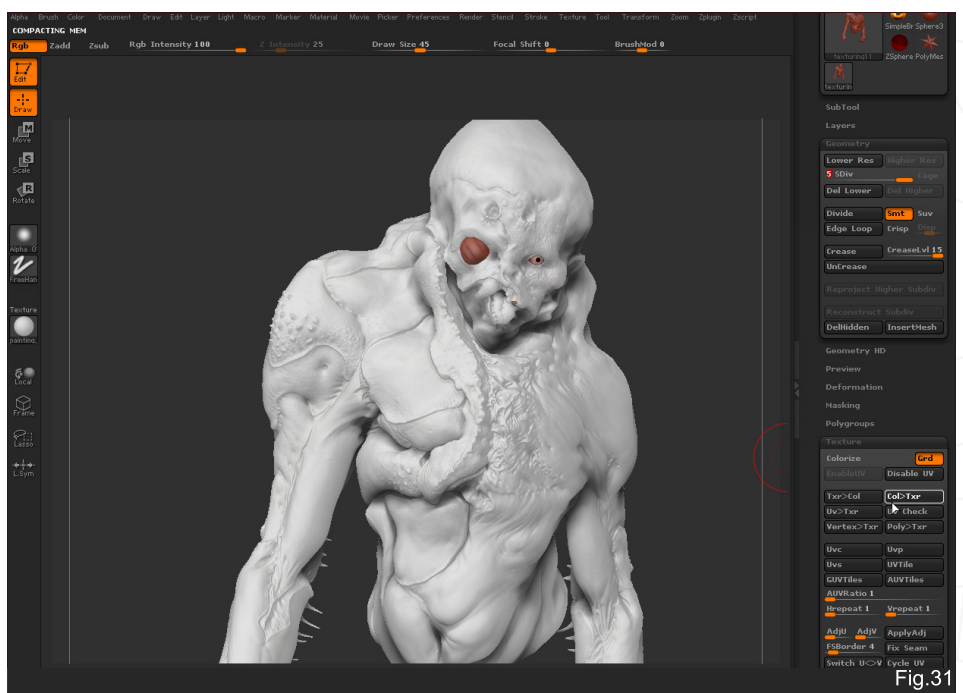 Alpha Brush Color Document Draw Edit Layer Light Macro Marker Material Movie Picker Preferences Render Stencil Stroke Texture Tool Transform Zoom Zplugin Zscript
COMPACTING MEM
Rgb Zadd Zsub Rgb Intensity 100 Z Intensity 25 Draw Size 45 Focal Shift 0 BrushMod 0
Edit
Draw
M
Move
S
Scale
R
Rotate
Alpha 0
FreeHan
Texture
painting_
Local
Frame
Lasso
L.Sym
SimpleBr Sphere3
texturing11 ZSphere PolyMes
texturin
SubTool
Layers
Geometry
Lower Res Higher Res
5 SDiv Cage
Del Lower Del Higher
Divide Smt Suv
Edge Loop Crisp Disp
Crease CreaseLvl 15
UnCrease
Reproject Higher Subdiv
Reconstruct Subdiv
DelHidden InsertMesh
Geometry HD
Preview
Deformation
Masking
Polygroups
Texture
Colorize Grd
EnableUV Disable UV
Txr>Col Col>Txr
Uv>Txr Check
Vertex>Txr Poly>Txr
Uvc Uvp
Uvs UVTile
GUVTiles AUVTiles
AUVRatio 1
Hrepeat 1 Vrepeat 1
AdjU AdjV ApplyAdj
FSBorder 4 Fix Seam
Switch U<>V Cycle UV
Fig.31